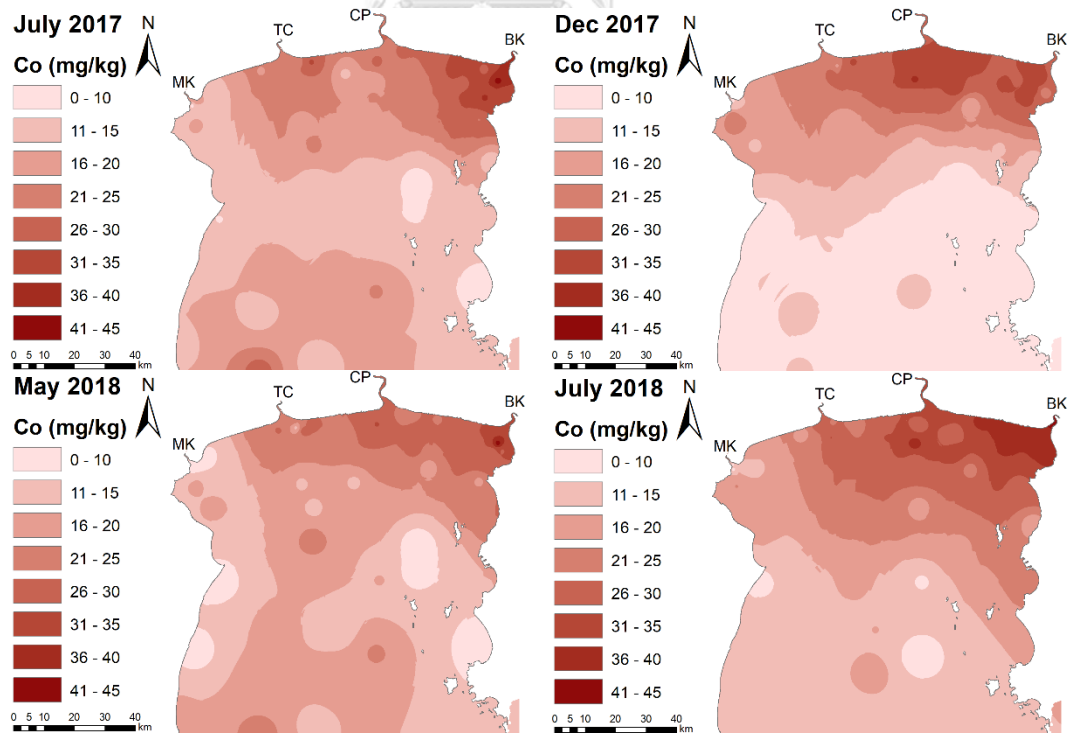 July 2017
N
Co (mg/kg)
0 - 10
11 - 15
16 - 20
21 - 25
26 - 30
31 - 35
36 - 40
41 - 45
0 5 10 20 30 40
km
MK
TC
CP
BK
Dec 2017
N
Co (mg/kg)
0 - 10
11 - 15
16 - 20
21 - 25
26 - 30
31 - 35
36 - 40
41 - 45
0 5 10 20 30 40
km
MK
TC
CP
BK
May 2018
N
Co (mg/kg)
0 - 10
11 - 15
16 - 20
21 - 25
26 - 30
31 - 35
36 - 40
41 - 45
0 5 10 20 30 40
km
MK
TC
CP
BK
July 2018
N
Co (mg/kg)
0 - 10
11 - 15
16 - 20
21 - 25
26 - 30
31 - 35
36 - 40
41 - 45
0 5 10 20 30 40
km
MK
TC
CP
BK